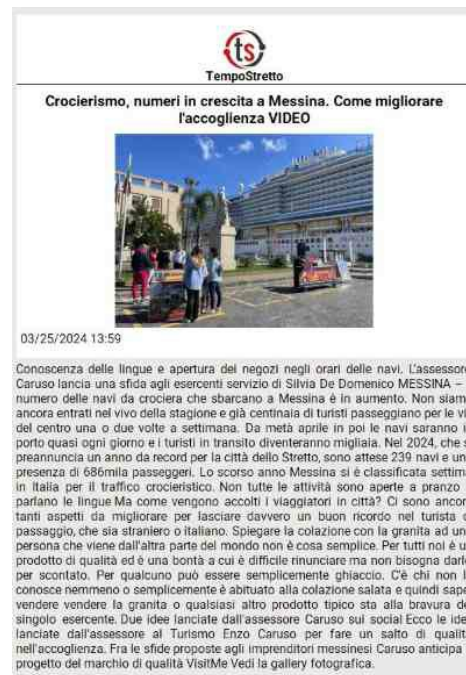 ts
TempoStretto
Crocierismo, numeri in crescita a Messina. Come migliorare
l'accoglienza VIDEO
03/25/2024 13:59
Conoscenza delle lingue e apertura dei negozi negli orari delle navi. L'assessore
Caruso lancia una sfida agli esercenti servizio di Silvia De Domenico MESSINA –
numero delle navi da crociera che sbarcano a Messina è in aumento. Non siam
ancora entrati nel vivo della stagione e già centinaia di turisti passeggiano per le vi
del centro una o due volte a settimana. Da metà aprile in poi le navi saranno i
porto quasi ogni giorno e i turisti in transito diventeranno migliaia. Nel 2024, che s
preannuncia un anno da record per la città dello Stretto, sono attese 239 navi e un
presenza di 686mila passeggeri. Lo scorso anno Messina si è classificata settim
in Italia per il traffico crocieristico. Non tutte le attività sono aperte a pranzo
parlano le lingue Ma come vengono accolti i viaggiatori in città? Ci sono ancor
tanti aspetti da migliorare per lasciare davvero un buon ricordo nel turista d
passaggio, che sia straniero o italiano. Spiegare la colazione con la granita ad un
persona che viene dall'altra parte del mondo non è cosa semplice. Per tutti noi è u
prodotto di qualità ed è una bontà a cui è difficile rinunciare ma non bisogna darl
per scontato. Per qualcuno può essere semplicemente ghiaccio. C'è chi non l
conosce nemmeno o semplicemente è abituato alla colazione salata e quindi sape
vendere vendere la granita o qualsiasi altro prodotto tipico sta alla bravura de
singolo esercente. Due idee lanciate dall'assessore Caruso sui social Ecco le ide
lanciate dall'assessore al Turismo Enzo Caruso per fare un salto di qualit
nell'accoglienza. Fra le sfide proposte agli imprenditori messinesi Caruso anticipa
progetto del marchio di qualità VisitMe Vedi la gallery fotografica.